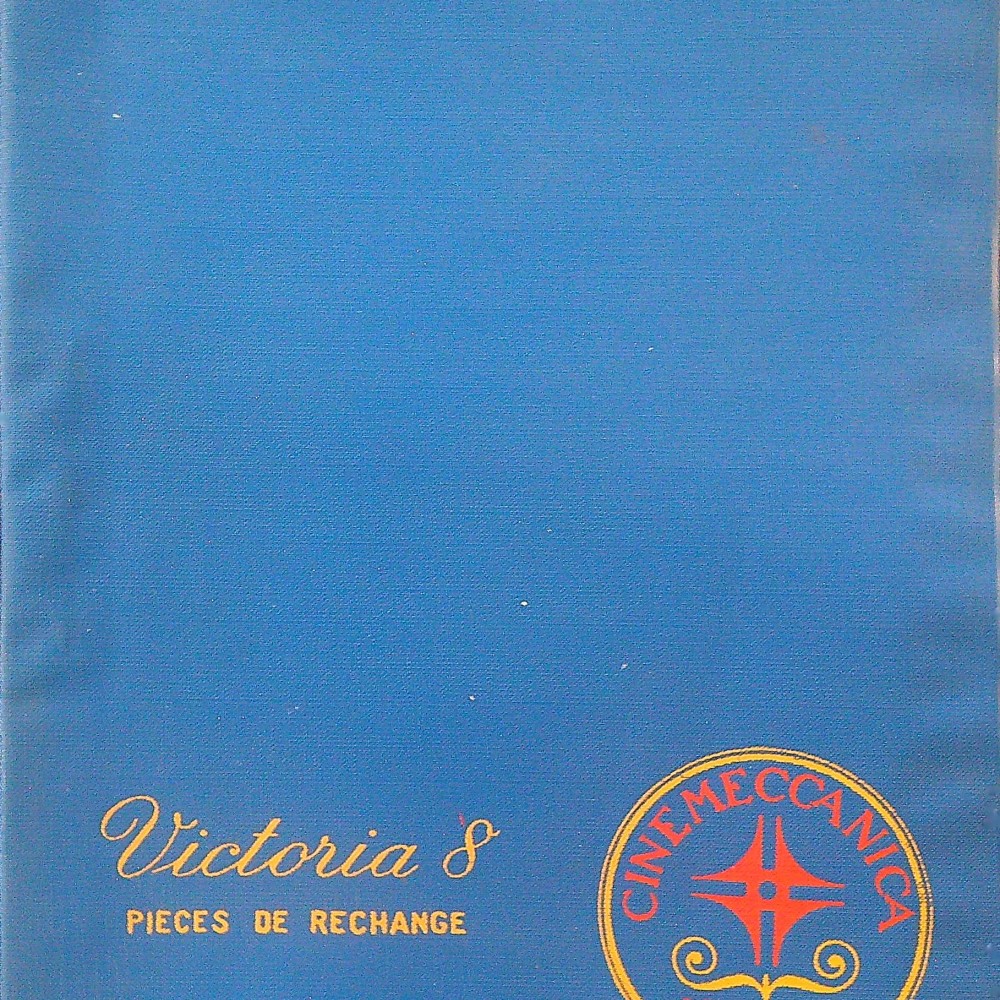 CINEMECCANICA
Victoria 8
PIECES DE RECHANGE